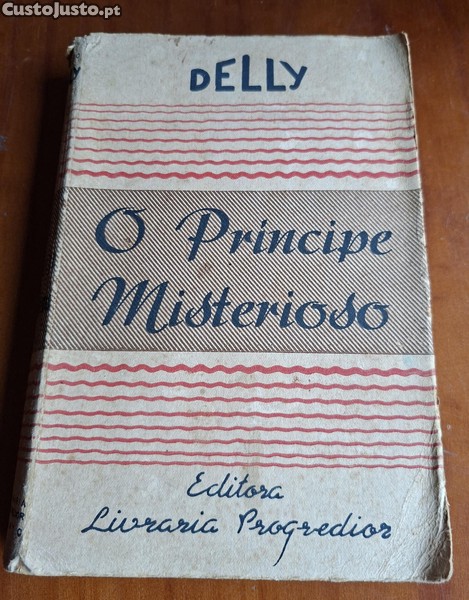 CustoJusto.pt
DELLY
O Principe
Misterioso
Editora
Livraria Progredior